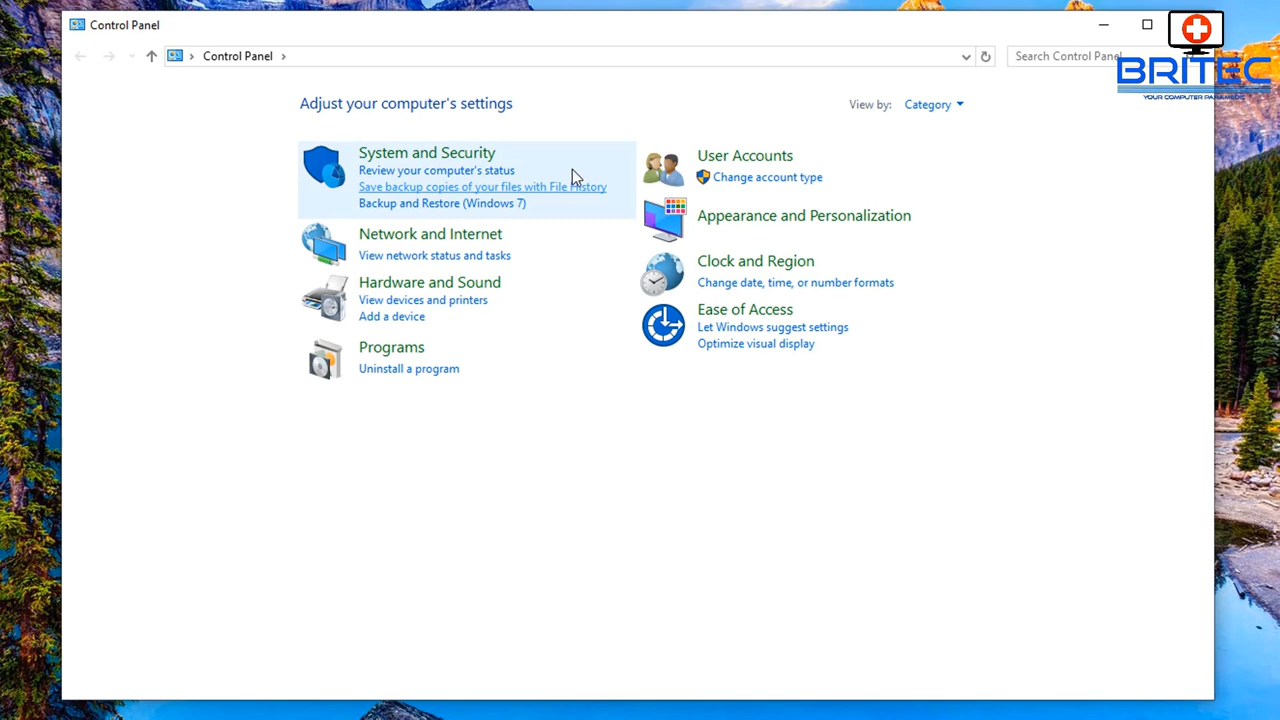 Control Panel
Control Panel
Search Control Panel
BRITEC
YOUR COMPUTER PARAMEDIC
Adjust your computer's settings
View by: Category
System and Security
Review your computer's status
Save backup copies of your files with File History
Backup and Restore (Windows 7)
Network and Internet
View network status and tasks
Hardware and Sound
View devices and printers
Add a device
Programs
Uninstall a program
User Accounts
Change account type
Appearance and Personalization
Clock and Region
Change date, time, or number formats
Ease of Access
Let Windows suggest settings
Optimize visual display